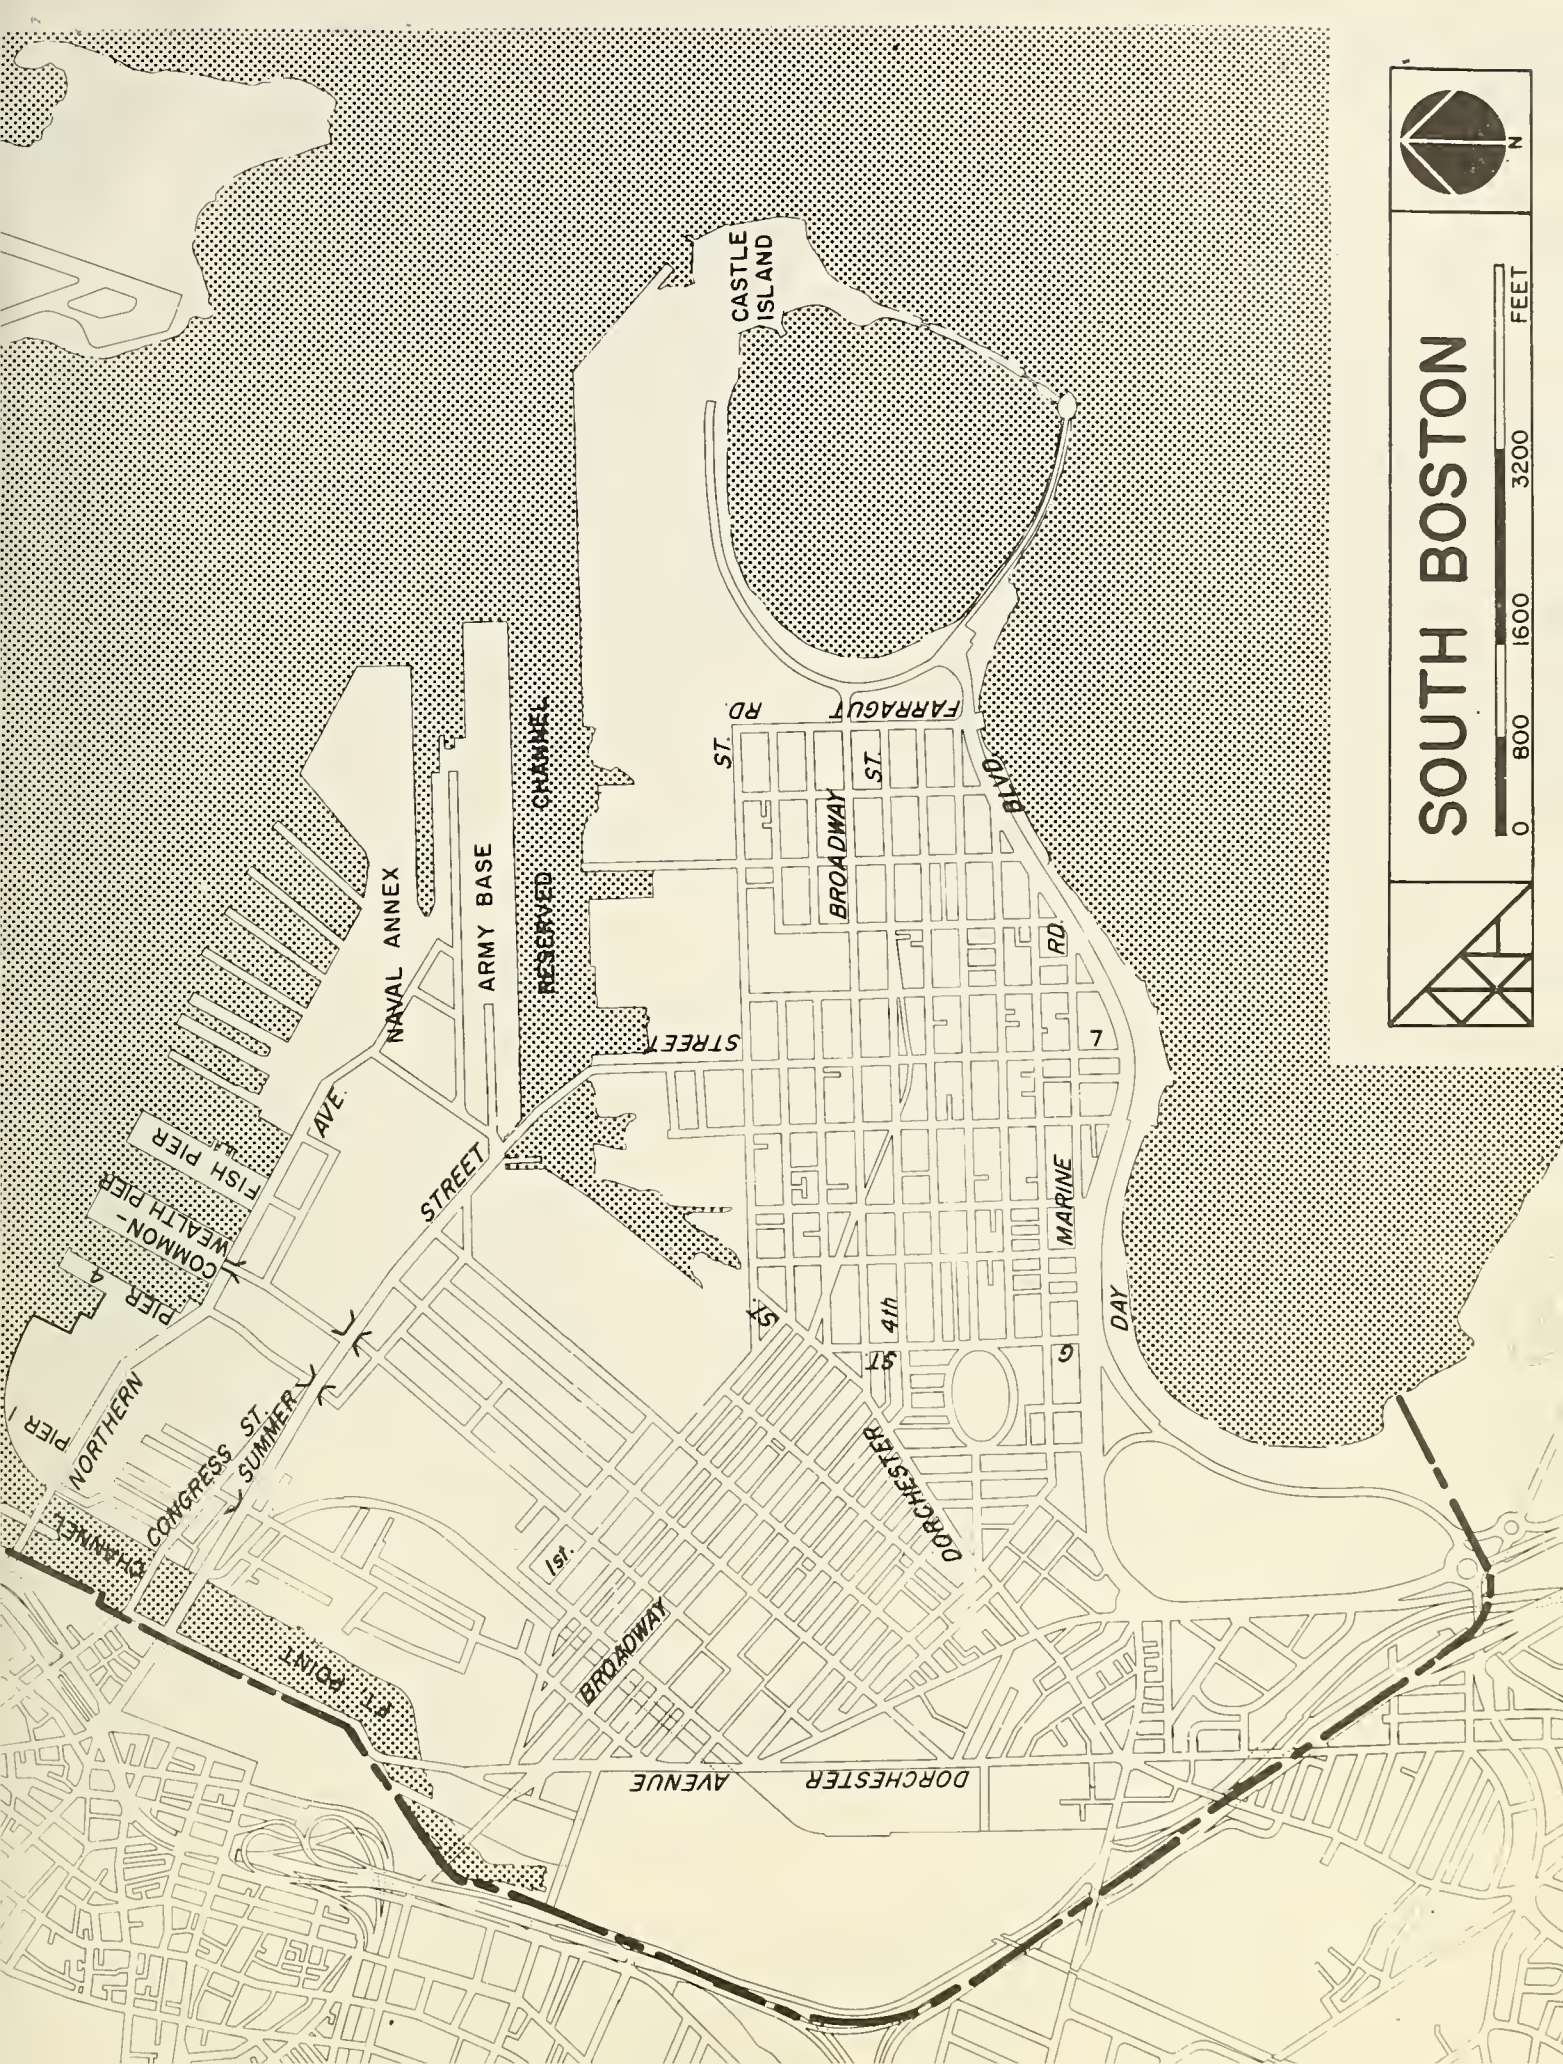 SOUTH BOSTON
0 800 1600 3200 FEET
N
CASTLE
ISLAND
NAVAL ANNEX
ARMY BASE
RESERVED CHANNEL
FISH PIER
COMMON-
WEALTH PIER
PIER 4
PIER 1
NORTHERN AVE.
CONGRESS ST.
SUMMER STREET
STREET
FT. POINT CHANNEL
1st. ST.
BROADWAY
BROADWAY
4th ST.
DORCHESTER ST
DORCHESTER AVENUE
FARRAGUT RD.
ST.
MARINE RD.
DAY BLVD.
7
9